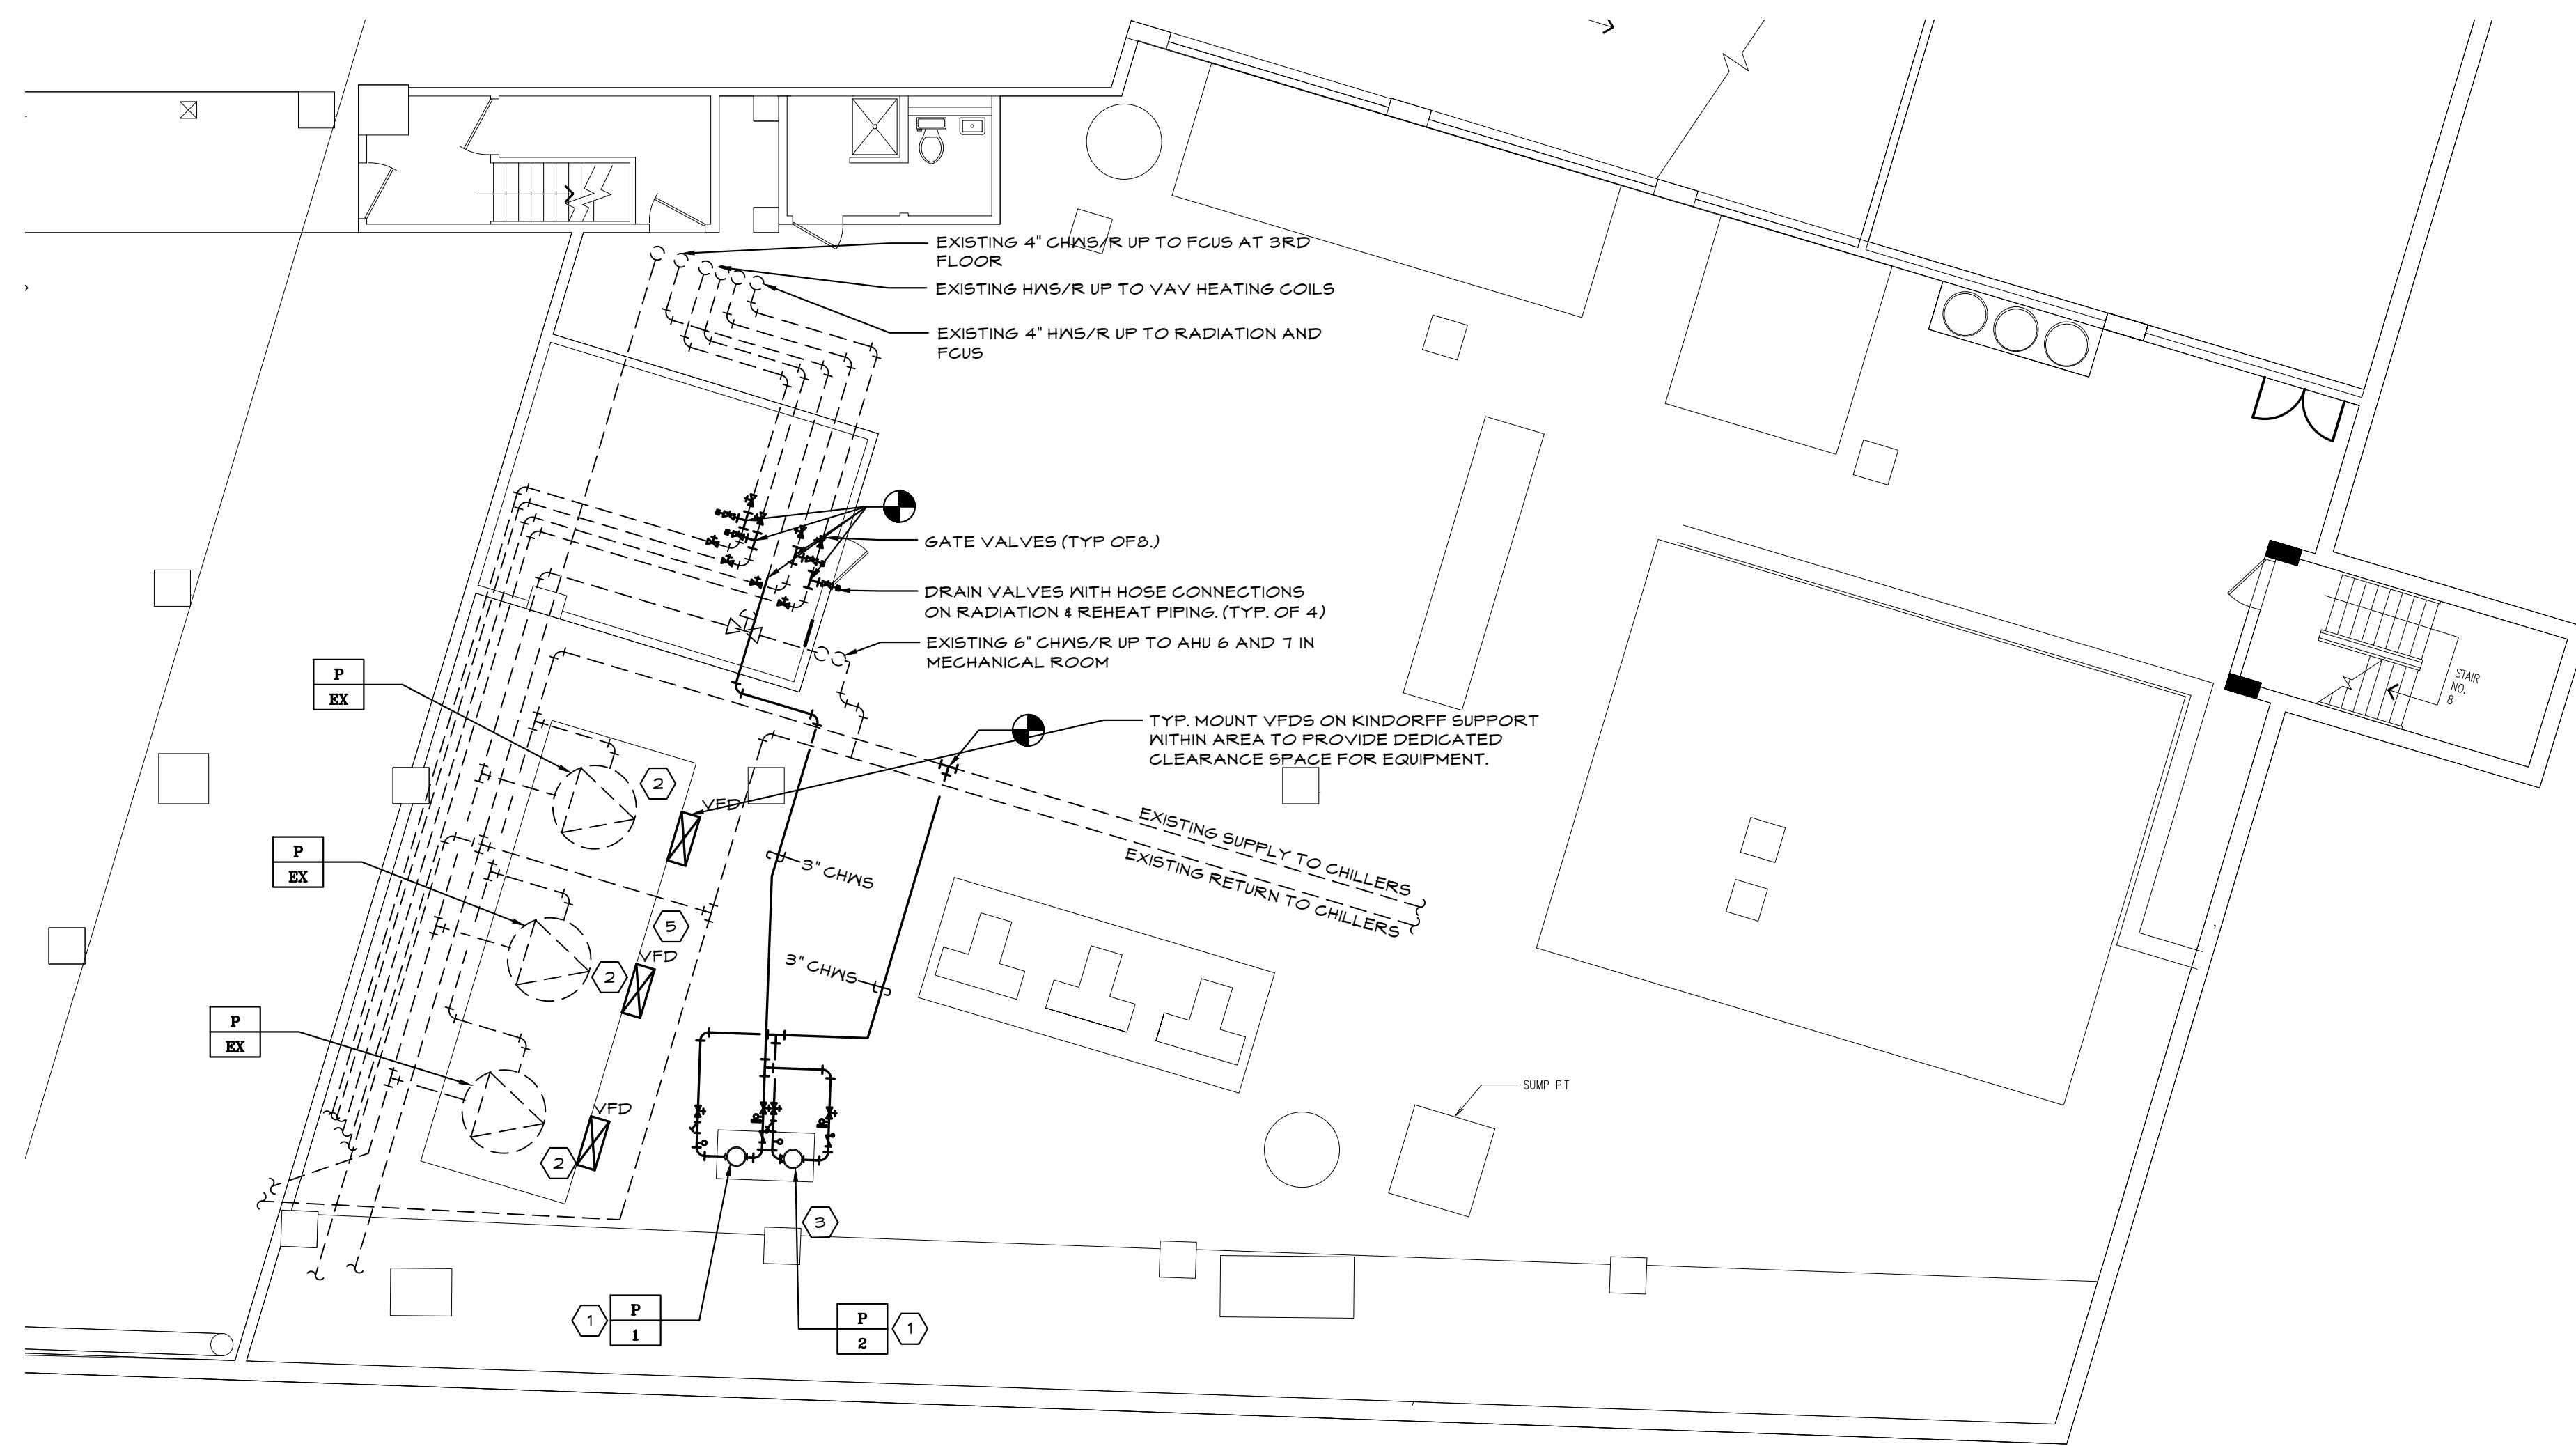 EXISTING 4" CHWS/R UP TO FCUS AT 3RD
FLOOR
EXISTING HWS/R UP TO VAV HEATING COILS
EXISTING 4" HWS/R UP TO RADIATION AND
FCUS
GATE VALVES (TYP OF8.)
DRAIN VALVES WITH HOSE CONNECTIONS
ON RADIATION & REHEAT PIPING. (TYP. OF 4)
EXISTING 6" CHWS/R UP TO AHU 6 AND 7 IN
MECHANICAL ROOM
TYP. MOUNT VFDS ON KINDORFF SUPPORT
WITHIN AREA TO PROVIDE DEDICATED
CLEARANCE SPACE FOR EQUIPMENT.
STAIR
NO.
8
P
EX
2
VFD
P
EX
3" CHWS
EXISTING SUPPLY TO CHILLERS
EXISTING RETURN TO CHILLERS
5
VFD
2
3" CHWS
P
EX
VFD
2
SUMP PIT
3
1
P
1
P
2
1